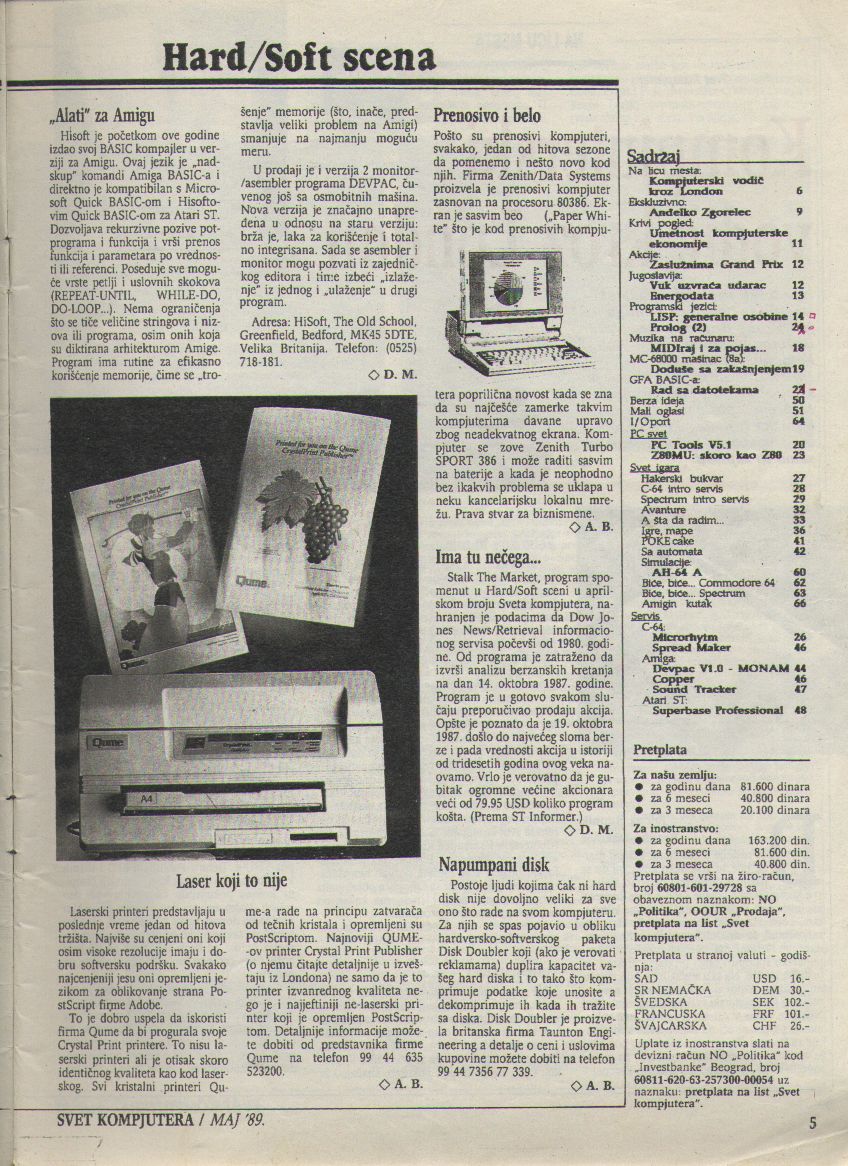 Hard/Soft scena
„Alati" za Amigu
Hisoft je početkom ove godine
izdao svoj BASIC kompajler u ver-
ziji za Amigu. Ovaj jezik je „nad-
skup" komandi Amiga BASIC-a i
direktno je kompatibilan s Micro-
soft Quick BASIC-om i Hisofto-
vim Quick BASIC-om za Atari ST.
Dozvoljava rekurzivne pozive pot-
programa i funkcija i vrši prenos
funkcija i parametara po vrednos-
ti ili referenci. Poseduje sve mogu-
će vrste petlji i uslovnih skokova
(REPEAT-UNTIL, WHILE-DO,
DO-LOOP...). Nema ograničenja
što se tiče veličine stringova i niz-
ova ili programa, osim onih koja
su diktirana arhitekturom Amige.
Program ima rutine za efikasno
korišćenje memorije, čime se „tro-
šenje" memorije (što, inače, pred-
stavlja veliki problem na Amigi)
smanjuje na najmanju moguću
meru.
U prodaji je i verzija 2 monitor-
/asembler programa DEVPAC, ču-
venog još sa osmobitnih mašina.
Nova verzija je značajno unapre-
đena u odnosu na staru verziju:
brža je, laka za korišćenje i total-
no integrisana. Sada se asembler i
monitor mogu pozvati iz zajednič-
kog editora i time izbeći „izlaže-
nje" iz jednog i „ulaženje" u drugi
program.
Adresa: HiSoft, The Old School,
Greenfield, Bedford, MK45 5DTE,
Velika Britanija. Telefon: (0525)
718-181.
◇ D. M.
Printed for you on the Qume
CrystalPrint Publisher™
Qume
Printed for you on the Qume
CrystalPrint Publisher™
Qume.
Qume
A4
Laser koji to nije
Laserski printeri predstavljaju u
poslednje vreme jedan od hitova
tržišta. Najviše su cenjeni oni koji
osim visoke rezolucije imaju i do-
bru softversku podršku. Svakako
najcenjeniji jesu oni opremljeni je-
zikom za oblikovanje strana Po-
stScript firme Adobe.
To je dobro uspela da iskoristi
firma Qume da bi progurala svoje
Crystal Print printere. To nisu la-
serski printeri ali je otisak skoro
identičnog kvaliteta kao kod laser-
skog. Svi kristalni printeri Qu-
me-a rade na principu zatvarača
od tečnih kristala i opremljeni su
PostScriptom. Najnoviji QUME-
-ov printer Crystal Print Publisher
(o njemu čitajte detaljnije u izveš-
taju iz Londona) ne samo da je to
printer izvanrednog kvaliteta ne-
go je i najjeftiniji ne-laserski pri-
nter koji je opremljen PostScrip-
tom. Detaljnije informacije može-
te dobiti od predstavnika firme
Qume na telefon 99 44 635
523200.
◇ A. B.
Prenosivo i belo
Pošto su prenosivi kompjuteri,
svakako, jedan od hitova sezone
da pomenemo i nešto novo kod
njih. Firma Zenith/Data Systems
proizvela je prenosivi kompjuter
zasnovan na procesoru 80386. Ek-
ran je sasvim beo („Paper Whi-
te" što je kod prenosivih kompju-
tera poprilična novost kada se zna
da su najčešće zamerke takvim
kompjuterima davane upravo
zbog neadekvatnog ekrana. Kom-
pjuter se zove Zenith Turbo
SPORT 386 i može raditi sasvim
na baterije a kada je neophodno
bez ikakvih problema se uklapa u
neku kancelarijsku lokalnu mre-
žu. Prava stvar za biznismene.
◇ A. B.
Ima tu nečega...
Stalk The Market, program spo-
menut u Hard/Soft sceni u april-
skom broju Sveta kompjutera, na-
hranjen je podacima da Dow Jo-
nes News/Retrieval informacio-
nog servisa počevši od 1980. godi-
ne. Od programa je zatraženo da
izvrši analizu berzanskih kretanja
na dan 14. oktobra 1987. godine.
Program je u gotovo svakom slu-
čaju preporučivao prodaju akcija.
Opšte je poznato da je 19. oktobra
1987. došlo do najvećeg sloma ber-
ze i pada vrednosti akcija u istoriji
od tridesetih godina ovog veka na-
ovamo. Vrlo je verovatno da je gu-
bitak ogromne većine akcionara
veći od 79.95 USD koliko program
košta. (Prema ST Informer.)
◇ D. M.
Napumpani disk
Postoje ljudi kojima čak ni hard
disk nije dovoljno veliki za sve
ono što rade na svom kompjuteru.
Za njih se spas pojavio u obliku
hardversko-softverskog paketa
Disk Doubler koji (ako je verovati
reklamama) duplira kapacitet va-
šeg hard diska i to tako što kom-
primuje podatke koje unosite a
dekomprimuje ih kada ih tražite
sa diska. Disk Doubler je proizve-
la britanska firma Taunton Engi-
neering a detalje o ceni i uslovima
kupovine možete dobiti na telefon
99 44 7356 77 339.
◇ A. B.
Sadržaj
Na licu mesta:
Kompjuterski vodič
kroz London 6
Ekskluzivno:
Anđelko Zgorelec 9
Krivi pogled:
Umetnost kompjuterske
ekonomije 11
Akcije:
Zaslužnima Grand Prix 12
Jugoslavija:
Vuk uzvraća udarac 12
Energodata 13
Programski jezici:
LISP: generalne osobine 14
Prolog (2)
Muzika na računaru:
MIDIraj i za pojas... 18
MC-68000 mašinac (8a):
Dođuše sa zakašnjenjem 19
GFA BASIC-a:
Rad sa datotekama
Berza ideja 50
Mali oglasi 51
I/O port 64
PC svet
PC Tools V5.1 20
Z80MU: skoro kao Z80 23
Svet igara
Hakerski bukvar 27
C-64 intro servis 28
Spectrum intro servis 29
Avanture 32
A šta da radim... 33
Igre, mape 36
POKE cake 41
Sa automata 42
Simulacije:
AH-64 A 60
Biće, biće... Commodore 64 62
Biće, biće... Spectrum 63
Amigin kutak 66
Servis
C-64:
Microrhytm 26
Spread Maker 46
Amiga:
Devpac V1.0 - MONAM 44
Copper 46
Sound Tracker 47
Atari ST:
Superbase Professional 48
Pretplata
Za našu zemlju:
● za godinu dana 81.600 dinara
● za 6 meseci 40.800 dinara
● za 3 meseca 20.100 dinara
Za inostranstvo:
● za godinu dana 163.200 din.
● za 6 meseci 81.600 din.
● za 3 meseca 40.800 din.
Pretplata se vrši na žiro-račun,
broj 60801-601-29728 sa
obaveznom naznakom: NO
„Politika", OOUR „Prodaja",
pretplata na list „Svet
kompjutera".
Pretplata u stranoj valuti - godiš-
nja:
SAD USD 16.-
SR NEMAČKA DEM 30.-
ŠVEDSKA SEK 102.-
FRANCUSKA FRF 101.-
ŠVAJCARSKA CHF 26.-
Uplate iz inostranstva slati na
devizni račun NO „Politika" kod
„Investbanke" Beograd, broj
60811-620-63-257300-00054 uz
naznaku: pretplata na list „Svet
kompjutera".
SVET KOMPJUTERA / MAJ '89.
5